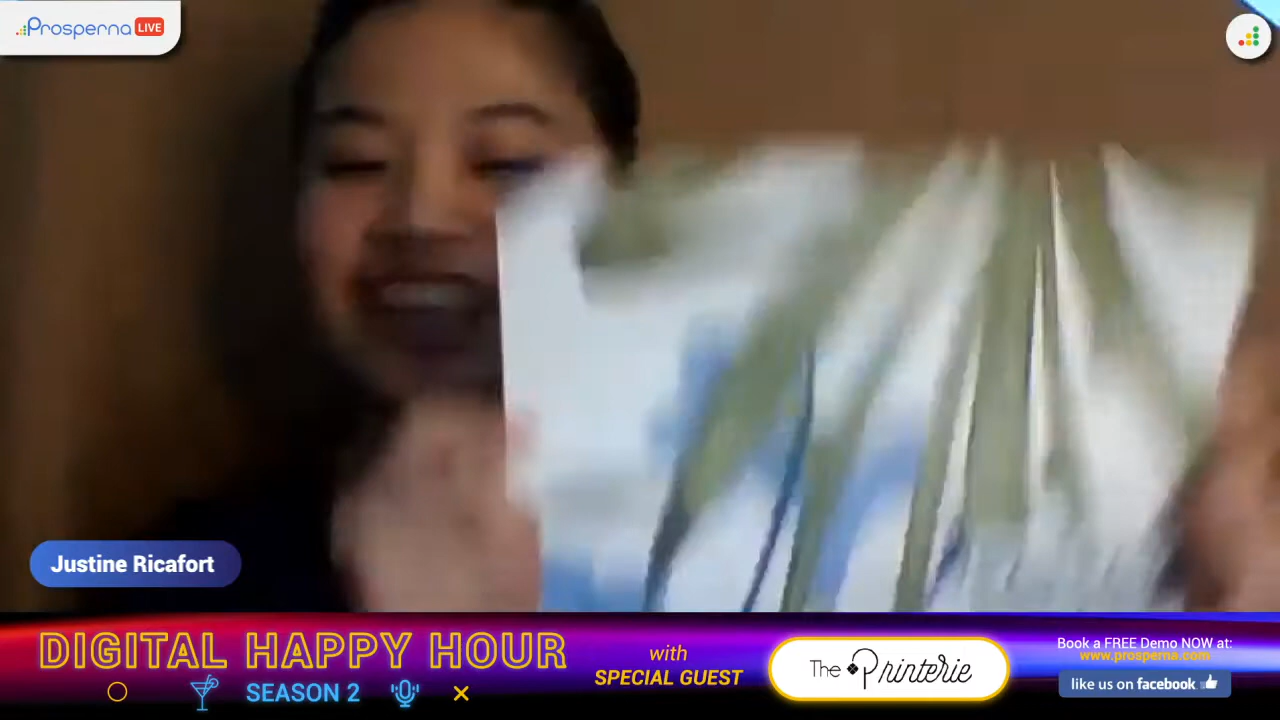 Prosperna LIVE
Justine Ricafort
DIGITAL HAPPY HOUR
SEASON 2
with
SPECIAL GUEST
The Printerie
Book a FREE Demo NOW at:
www.prosperna.com
like us on facebook